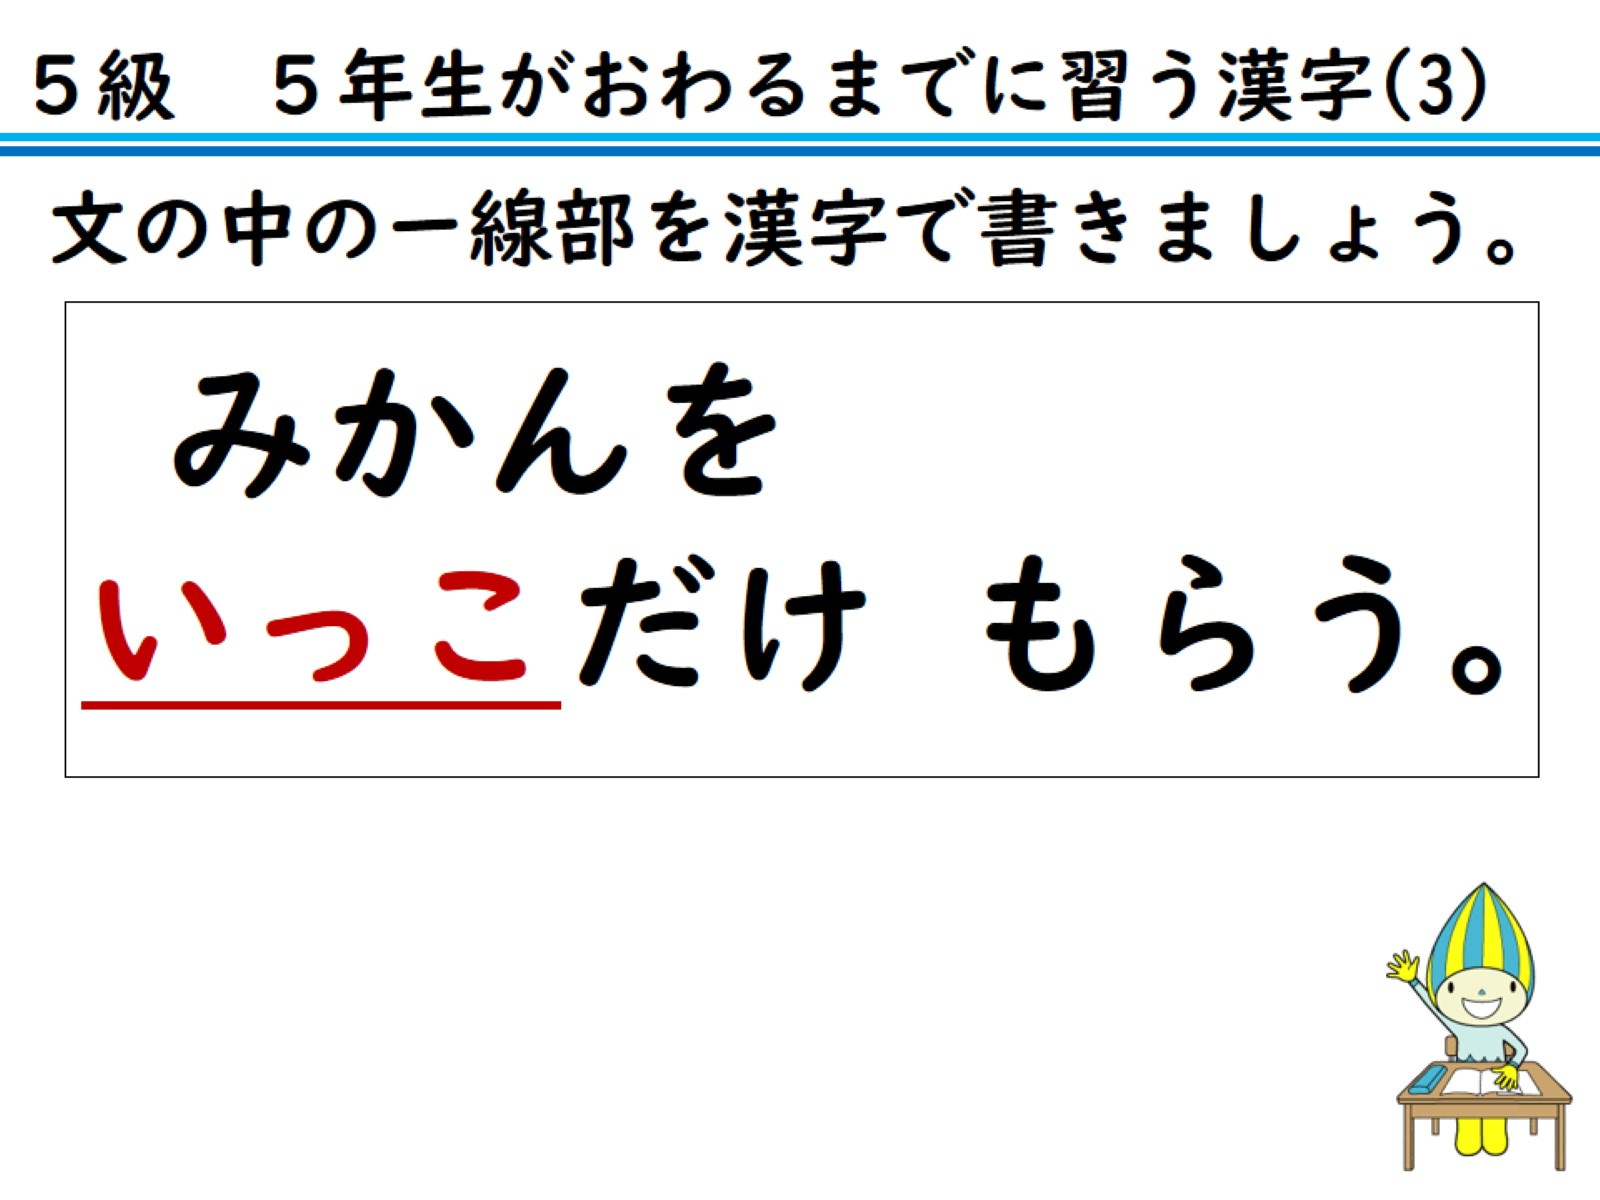 ５級　５年生がおわるまでに習う漢字(3)
文の中の一線部を漢字で書きましょう。
みかんを
いっこだけ もらう。